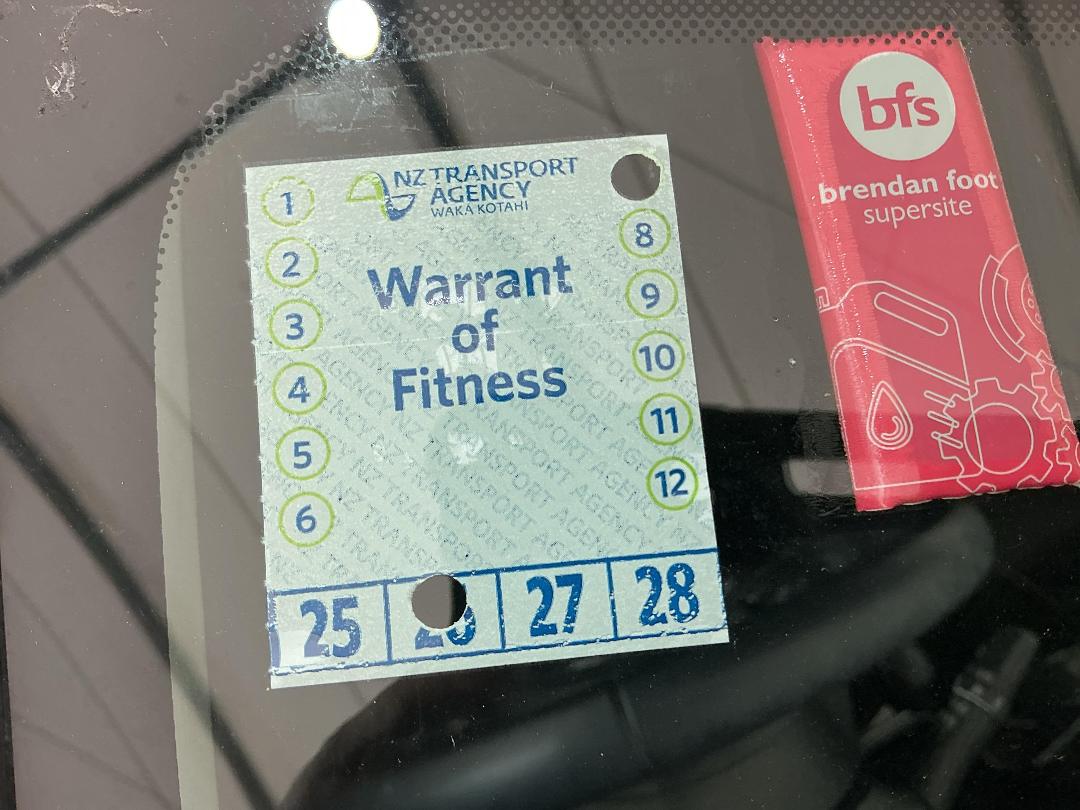 NZ TRANSPORT
AGENCY
WAKA KOTAHI
Warrant
of
Fitness
1
2
3
4
5
6
8
9
10
11
12
25
26
27
28
bfs
brendan foot
supersite